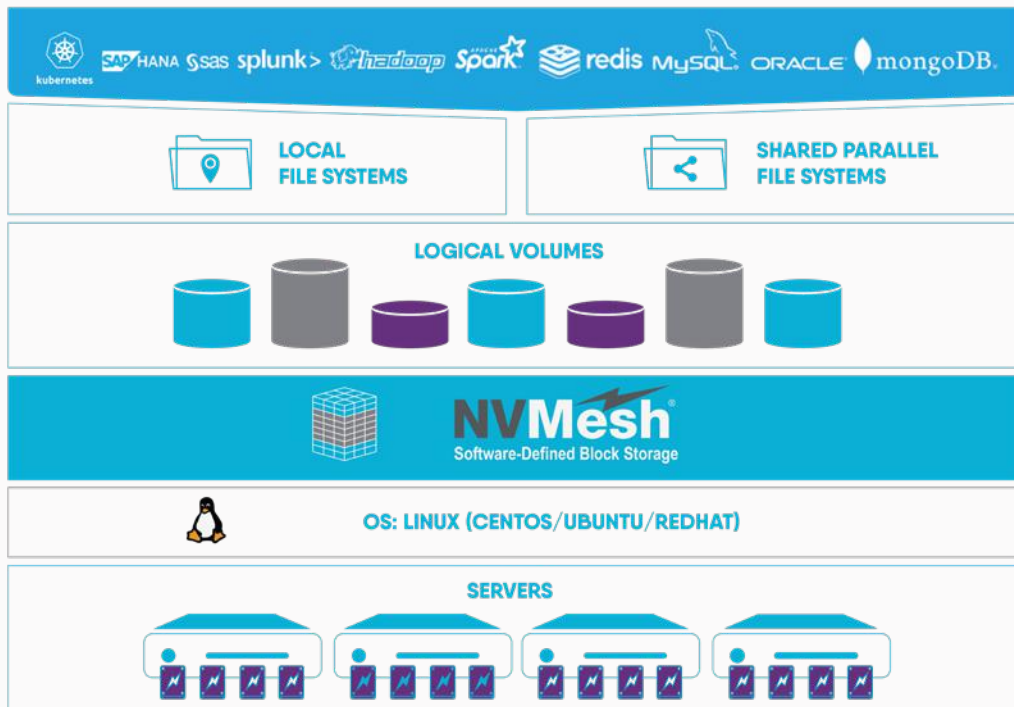 kubernetes SAP HANA sas splunk> hadoop APACHE Spark redis MySQL ORACLE mongoDB
LOCAL
FILE SYSTEMS
SHARED PARALLEL
FILE SYSTEMS
LOGICAL VOLUMES
NVMesh®
Software-Defined Block Storage
OS: LINUX (CENTOS/UBUNTU/REDHAT)
SERVERS